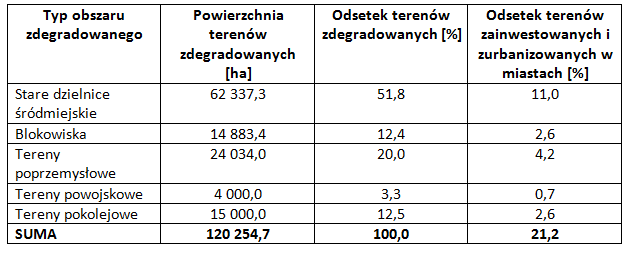 Typ obszaru zdegradowanego Powierzchnia terenów zdegradowanych [ha] Odsetek terenów zdegradowanych [%] Odsetek terenów zainwestowanych i zurbanizowanych w miastach [%]
Stare dzielnice śródmiejskie 62 337,3 51,8 11,0
Blokowiska 14 883,4 12,4 2,6
Tereny poprzemysłowe 24 034,0 20,0 4,2
Tereny powojskowe 4 000,0 3,3 0,7
Tereny pokolejowe 15 000,0 12,5 2,6
SUMA 120 254,7 100,0 21,2